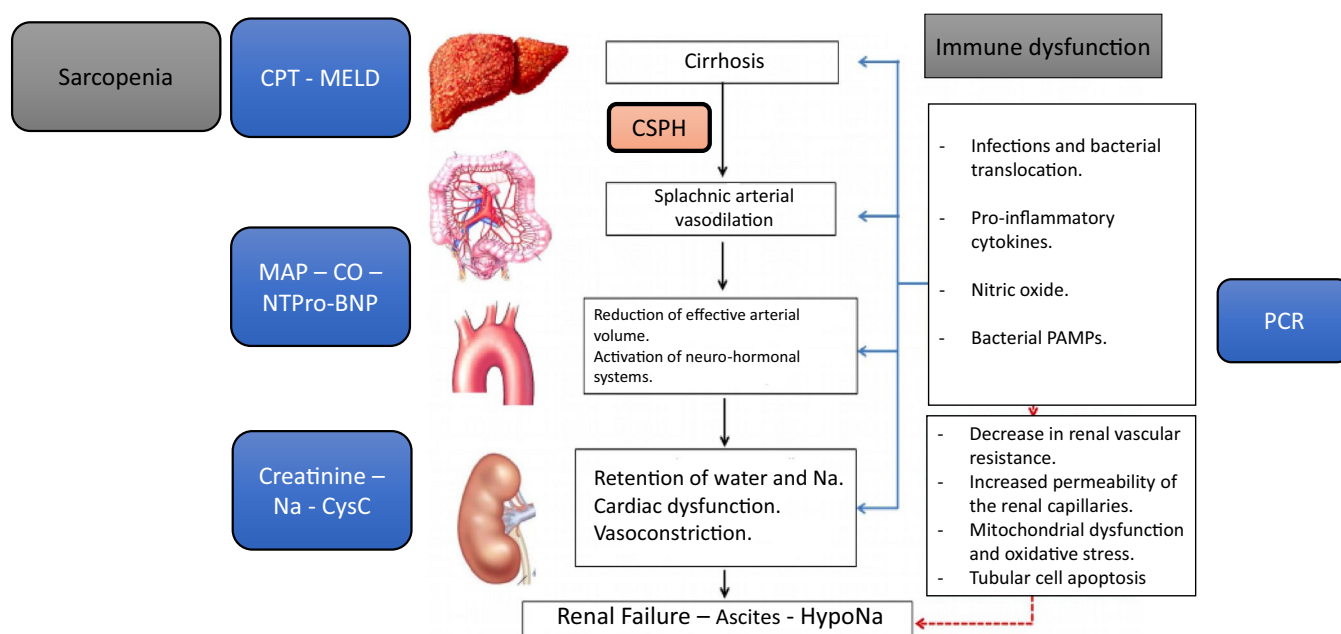 Sarcopenia
CPT - MELD
Cirrhosis
Immune dysfunction
CSPH
Splachnic arterial
vasodilation
- Infections and bacterial
translocation.
- Pro-inflammatory
cytokines.
- Nitric oxide.
- Bacterial PAMPs.
MAP – CO –
NTPro-BNP
Reduction of effective arterial
volume.
Activation of neuro-hormonal
systems.
PCR
Creatinine –
Na - CysC
Retention of water and Na.
Cardiac dysfunction.
Vasoconstriction.
- Decrease in renal vascular
resistance.
- Increased permeability of
the renal capillaries.
- Mitochondrial dysfunction
and oxidative stress.
- Tubular cell apoptosis
Renal Failure – Ascites - HypoNa